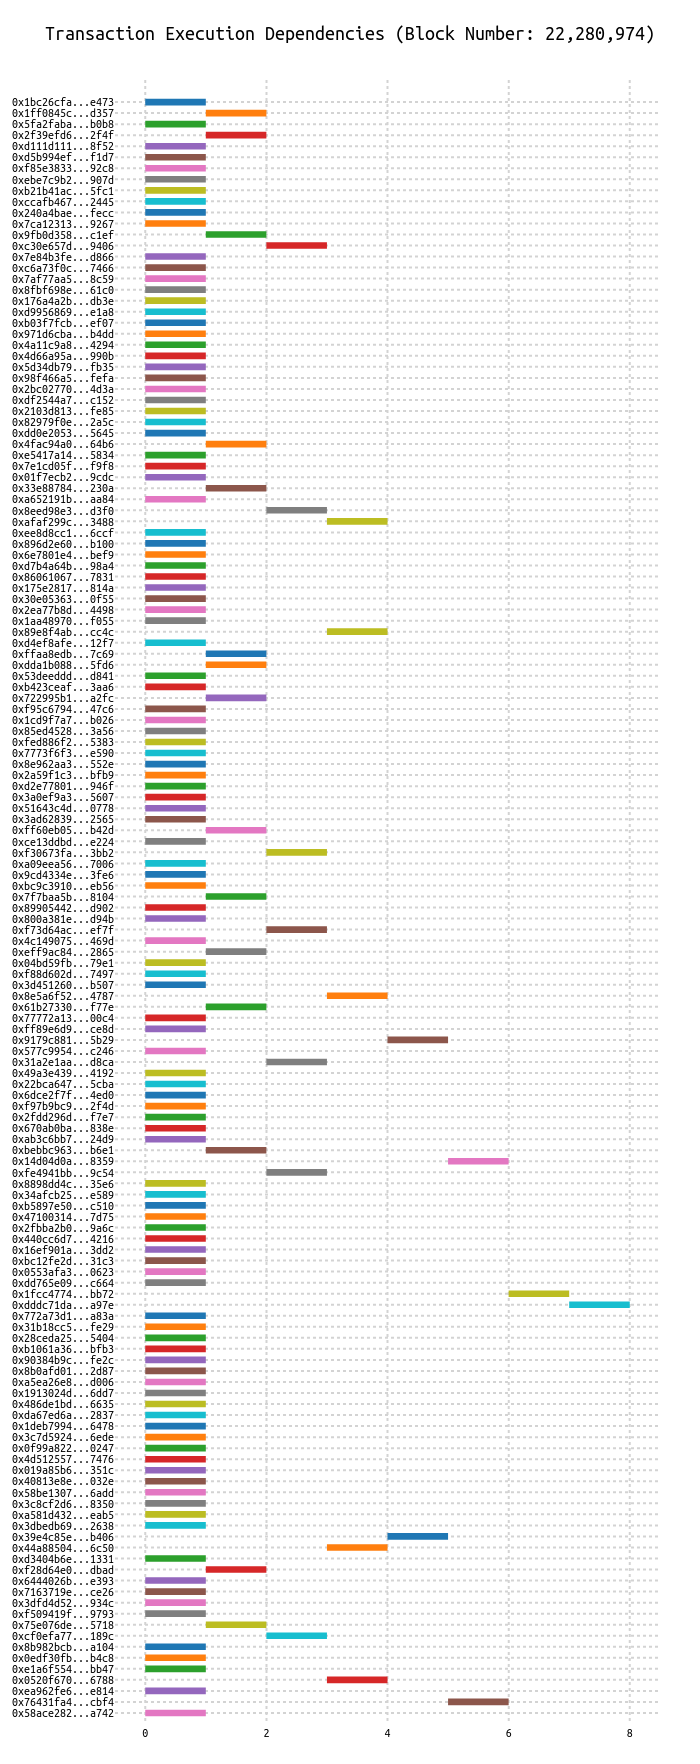 Transaction Execution Dependencies (Block Number: 22,280,974)
0x1bc26cfa...e473
0x1ff0845c...d357
0x5fa2faba...b0b8
0x2f39efd6...2f4f
0xd111d111...8f52
0xd5b994ef...f1d7
0xf85e3833...92c8
0xebe7c9b2...907d
0xb21b41ac...5fc1
0xccafb467...2445
0x240a4bae...fecc
0x7ca12313...9267
0x9fb0d358...c1ef
0xc30e657d...9406
0x7e84b3fe...d866
0xc6a73f0c...7466
0x7af77aa5...8c59
0x8fbf698e...61c0
0x176a4a2b...db3e
0xd9956869...e1a8
0xb03f7fcb...ef07
0x971d6cba...b4dd
0x4a11c9a8...4294
0x4d66a95a...990b
0x5d34db79...fb35
0x98f466a5...fefa
0x2bc02770...4d3a
0xdf2544a7...c152
0x2103d813...fe85
0x82979f0e...2a5c
0xdd0e2053...5645
0x4fac94a0...64b6
0xe5417a14...5834
0x7e1cd05f...f9f8
0x01f7ecb2...9cdc
0x33e88784...230a
0xa652191b...aa84
0x8eed98e3...d3f0
0xafaf299c...3488
0xee8d8cc1...6ccf
0x896d2e60...b100
0x6e7801e4...bef9
0xd7b4a64b...98a4
0x86061067...7831
0x175e2817...814a
0x30e05363...0f55
0x2ea77b8d...4498
0x1aa48970...f055
0x89e8f4ab...cc4c
0xd4ef8afe...12f7
0xffaa8edb...7c69
0xdda1b088...5fd6
0x53deeddd...d841
0xb423ceaf...3aa6
0x722995b1...a2fc
0xf95c6794...47c6
0x1cd9f7a7...b026
0x85ed4528...3a56
0xfed886f2...5383
0x7773f6f3...e590
0x8e962aa3...552e
0x2a59f1c3...bfb9
0xd2e77801...946f
0x3a0ef9a3...5607
0x51643c4d...0778
0x3ad62839...2565
0xff60eb05...b42d
0xce13ddbd...e224
0xf30673fa...3bb2
0xa09eea56...7006
0x9cd4334e...3fe6
0xbc9c3910...eb56
0x7f7baa5b...8104
0x89905442...d902
0x800a381e...d94b
0xf73d64ac...ef7f
0x4c149075...469d
0xeff9ac84...2865
0x04bd59fb...79e1
0xf88d602d...7497
0x3d451260...b507
0x8e5a6f52...4787
0x61b27330...f77e
0x77772a13...00c4
0xff89e6d9...ce8d
0x9179c881...5b29
0x577c9954...c246
0x31a2e1aa...d8ca
0x49a3e439...4192
0x22bca647...5cba
0x6dce2f7f...4ed0
0xf97b9bc9...2f4d
0x2fdd296d...f7e7
0x670ab0ba...838e
0xab3c6bb7...24d9
0xbebbc963...b6e1
0x14d04d0a...8359
0xfe4941bb...9c54
0x8898dd4c...35e6
0x34afcb25...e589
0xb5897e50...c510
0x47100314...7d75
0x2fbba2b0...9a6c
0x440cc6d7...4216
0x16ef901a...3dd2
0xbc12fe2d...31c3
0x0553afa3...0623
0xdd765e09...c664
0x1fcc4774...bb72
0xdddc71da...a97e
0x772a73d1...a83a
0x31b18cc5...fe29
0x28ceda25...5404
0xb1061a36...bfb3
0x90384b9c...fe2c
0x8b0afd01...2d87
0xa5ea26e8...d006
0x1913024d...6dd7
0x486de1bd...6635
0xda67ed6a...2837
0x1deb7994...6478
0x3c7d5924...6ede
0x0f99a822...0247
0x4d512557...7476
0x019a85b6...351c
0x40813e8e...032e
0x58be1307...6add
0x3c8cf2d6...8350
0xa581d432...eab5
0x3dbedb69...2638
0x39e4c85e...b406
0x44a88504...6c50
0xd3404b6e...1331
0xf28d64e0...dbad
0x6444026b...e393
0x7163719e...ce26
0x3dfd4d52...934c
0xf509419f...9793
0x75e076de...5718
0xcf0efa77...189c
0x8b982bcb...a104
0x0edf30fb...b4c8
0xe1a6f554...bb47
0x0520f670...6788
0xea962fe6...e814
0x76431fa4...cbf4
0x58ace282...a742
0 2 4 6 8